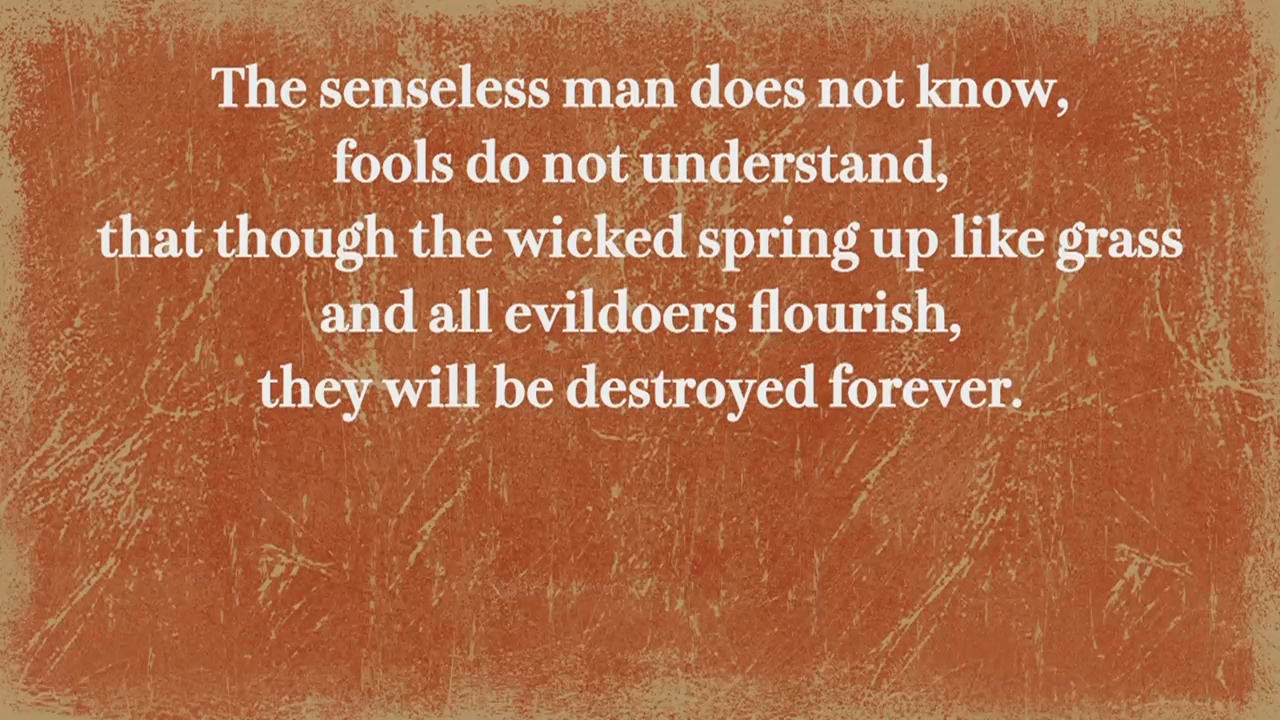 The senseless man does not know,
fools do not understand,
that though the wicked spring up like grass
and all evildoers flourish,
they will be destroyed forever.